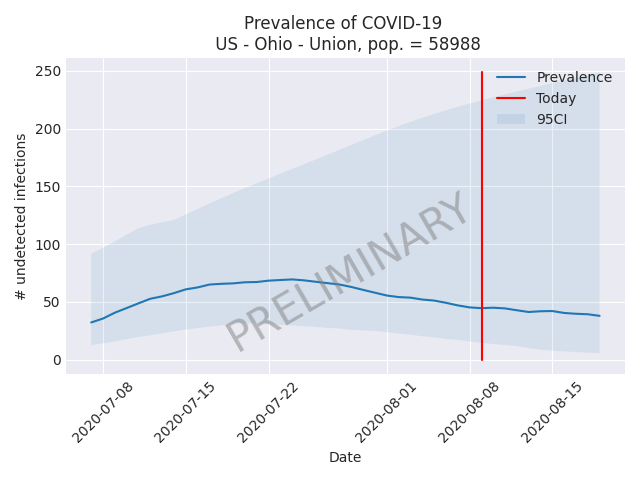 Prevalence of COVID-19
US - Ohio - Union, pop. = 58988
250
200
150
100
50
0
# undetected infections
Prevalence
Today
95CI
PRELIMINARY
2020-07-08
2020-07-15
2020-07-22
2020-08-01
2020-08-08
2020-08-15
Date